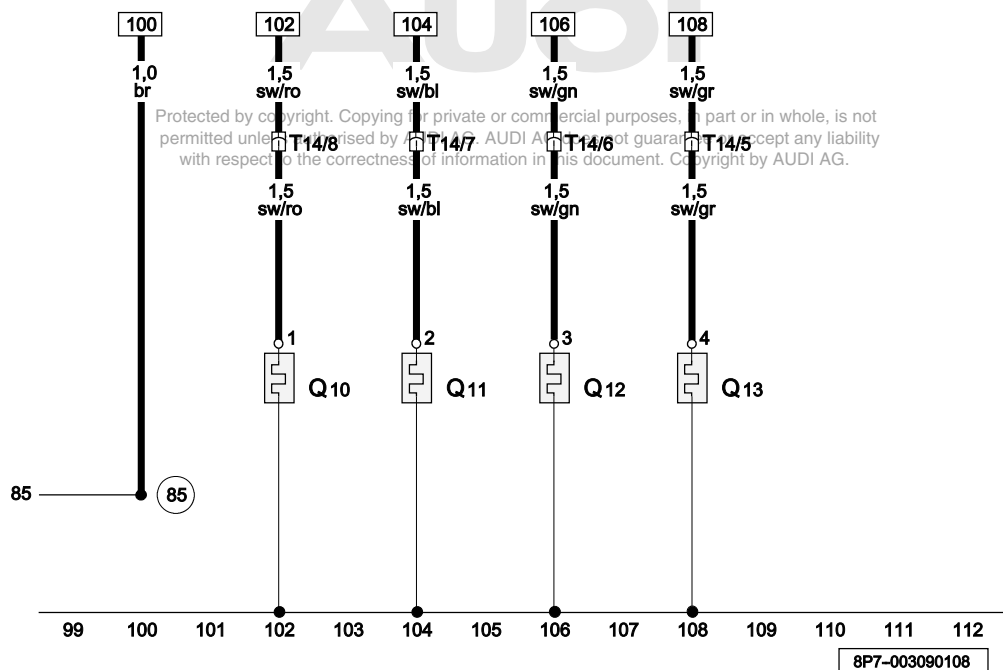 AUDI
100 102 104 106 108
1,0 1,5 1,5 1,5 1,5
br sw/ro sw/bl sw/gn sw/gr
Protected by copyright. Copying for private or commercial purposes, in part or in whole, is not
permitted unless authorised by AUDI AG. AUDI AG does not guarantee or accept any liability
with respect to the correctness of information in this document. Copyright by AUDI AG.
T14/8 T14/7 T14/6 T14/5
1,5 1,5 1,5 1,5
sw/ro sw/bl sw/gn sw/gr
1 2 3 4
Q10 Q11 Q12 Q13
85 85
99 100 101 102 103 104 105 106 107 108 109 110 111 112
8P7-003090108